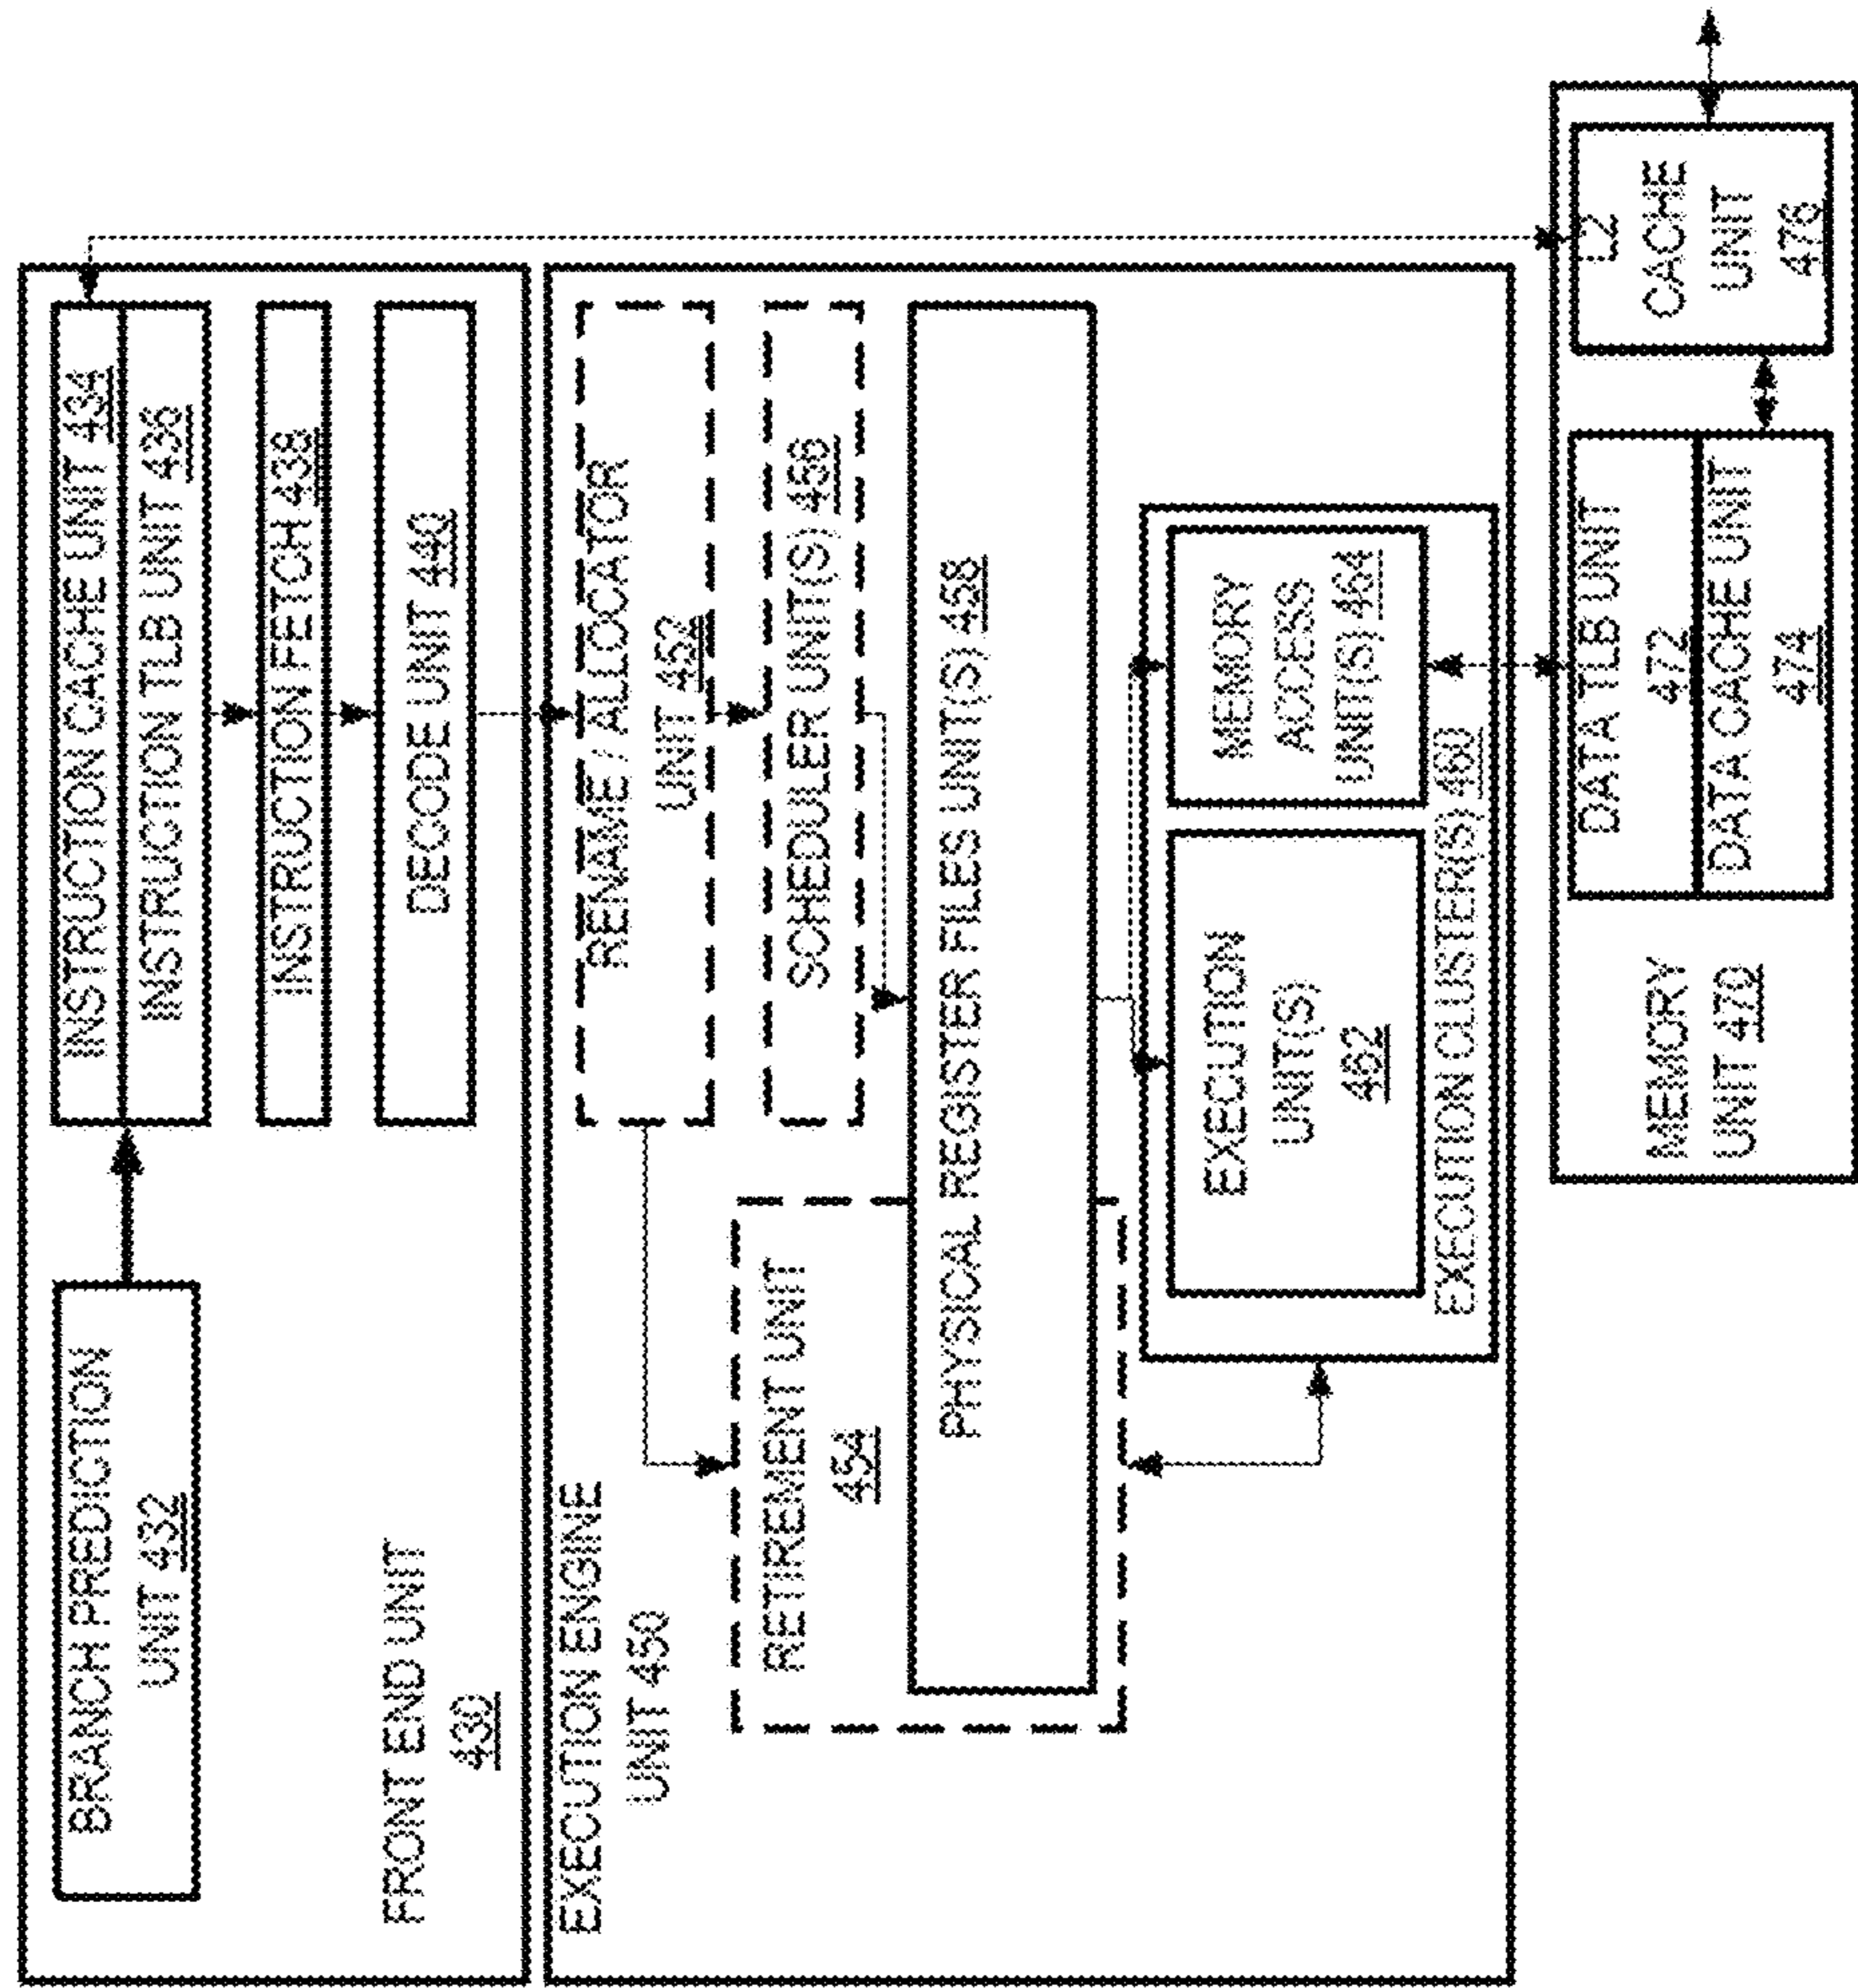 BRANCH PREDICTION
UNIT 432
INSTRUCTION CACHE UNIT 434
INSTRUCTION TLB UNIT 436
INSTRUCTION FETCH 438
DECODE UNIT 440
FRONT END UNIT
430
EXECUTION ENGINE
UNIT 450
RENAME / ALLOCATOR
UNIT 452
RETIREMENT UNIT
454
SCHEDULER UNIT(S) 456
PHYSICAL REGISTER FILES UNIT(S) 458
EXECUTION
UNIT(S)
462
MEMORY
ACCESS
UNIT(S) 464
EXECUTION CLUSTER(S) 460
MEMORY
UNIT 470
DATA TLB UNIT
472
DATA CACHE UNIT
474
L2
CACHE
UNIT
476